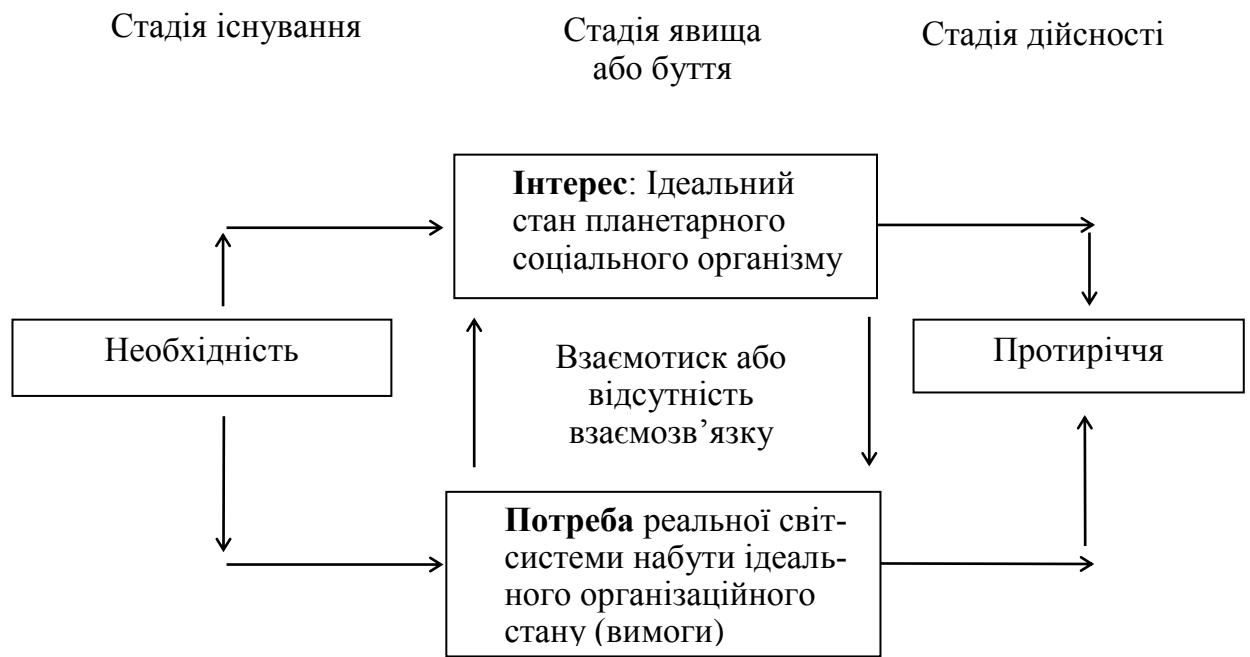 Стадія існування
Стадія явища
або буття
Стадія дійсності
Інтерес: Ідеальний
стан планетарного
соціального організму
Необхідність
Взаємотиск або
відсутність
взаємозв’язку
Протиріччя
Потреба реальної світ-
системи набути ідеаль-
ного організаційного
стану (вимоги)